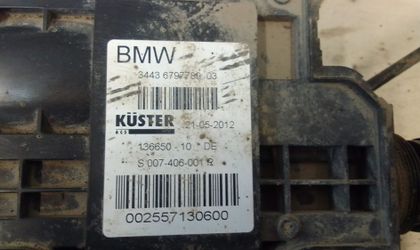 BMW
3443 6797780 03
KÜSTER
21-05-2012
136650 - 10 DE
S 007-406-001 R
002557130600